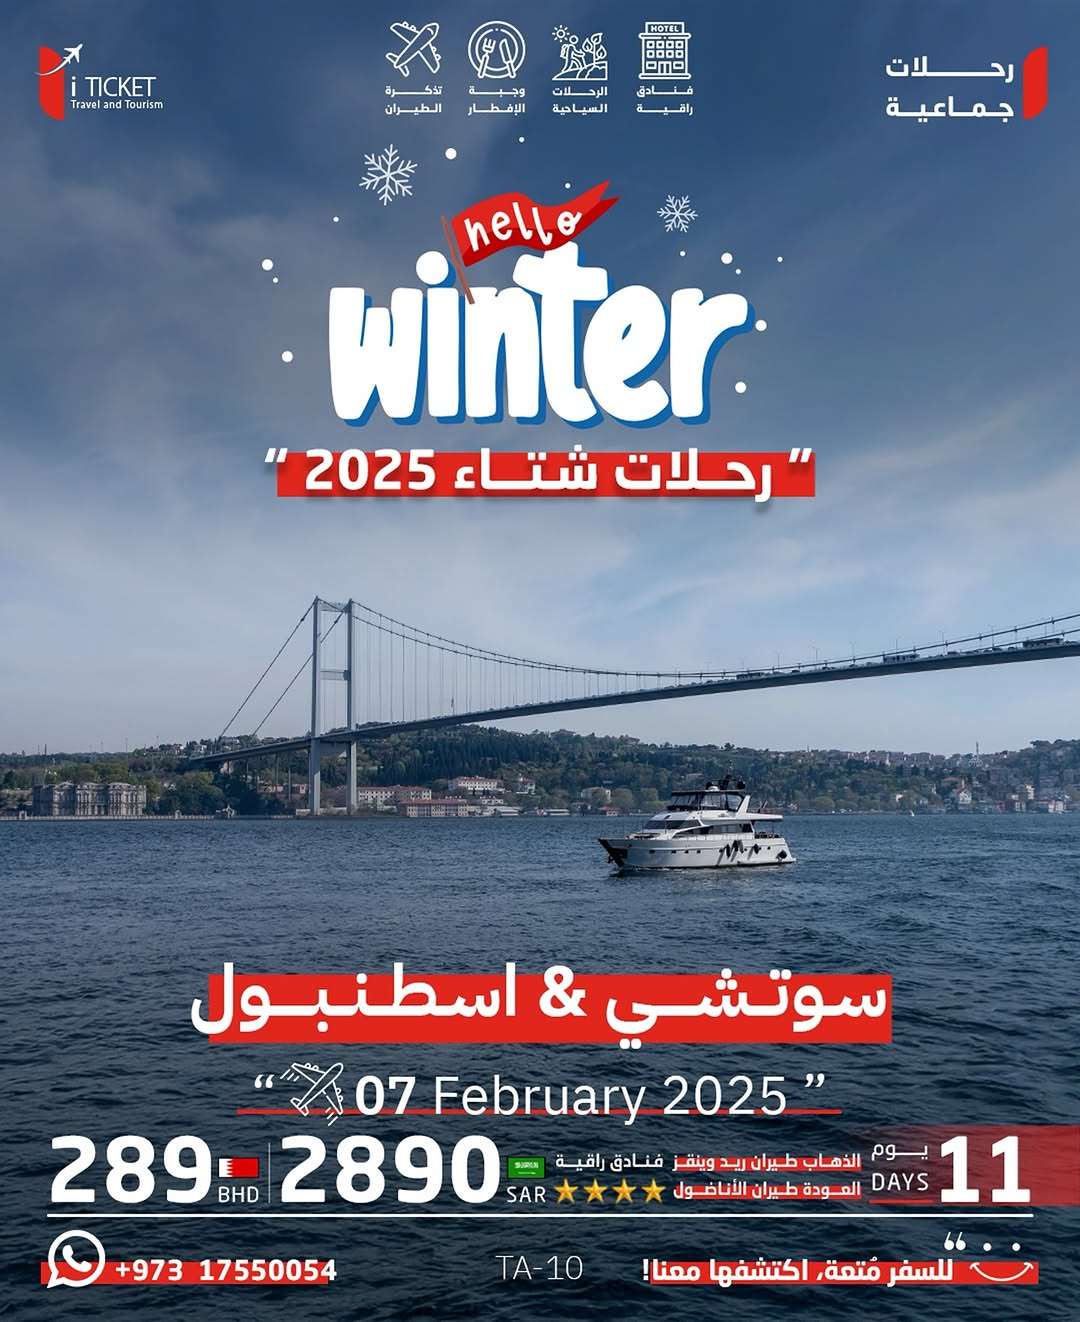 i TICKET
Travel and Tourism
تذكرة الطيران
وجبة الإفطار
الرحلات السياحية
HOTEL
فنادق راقية
رحلات
جماعية
hello
winter
" رحلات شتاء 2025 "
سوتشي & اسطنبول
" 07 February 2025 "
289 BHD
2890 SAR
فنادق راقية
الذهاب طيران ريد وينقز
العودة طيران الأناضول
11 يوم DAYS
+973 17550054
TA-10
للسفر مُتعة، اكتشفها معنا!